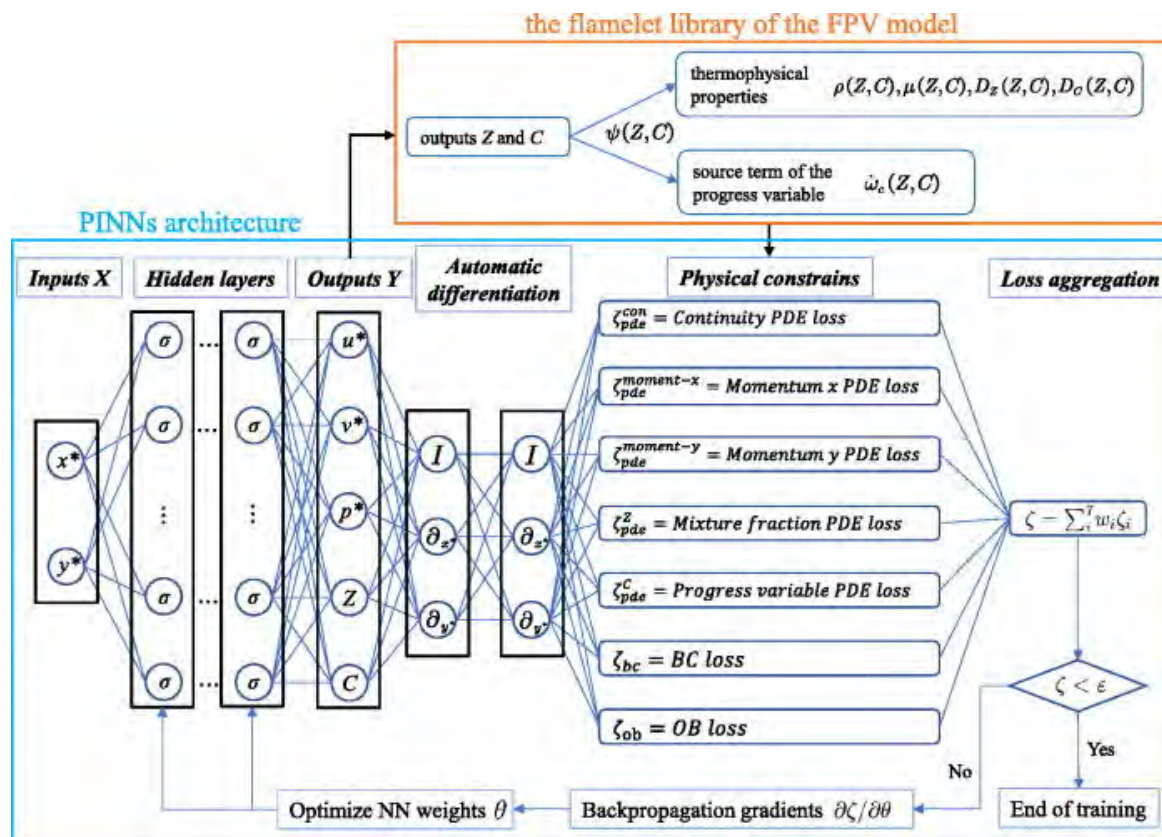 the flamelet library of the FPV model
thermophysical
properties
ρ(Z,C),μ(Z,C),D_Z(Z,C),D_C(Z,C)
outputs Z and C
ψ(Z,C)
source term of the
progress variable
ω̇_c(Z,C)
PINNs architecture
Inputs X
Hidden layers
Outputs Y
Automatic
differentiation
Physical constrains
Loss aggregation
σ ... σ
u*
ζ_pde^con = Continuity PDE loss
σ ... σ
v*
ζ_pde^moment-x = Momentum x PDE loss
x*
I
I
ζ_pde^moment-y = Momentum y PDE loss
⋮
⋮
p*
∂x*
∂x*
ζ_pde^Z = Mixture fraction PDE loss
ζ = Σ_i^7 w_i ζ_i
y*
σ ... σ
Z
∂y*
∂y*
ζ_pde^C = Progress variable PDE loss
σ ... σ
C
ζ_bc = BC loss
ζ < ε
ζ_ob = OB loss
No
Yes
Optimize NN weights θ
Backpropagation gradients ∂ζ/∂θ
End of training